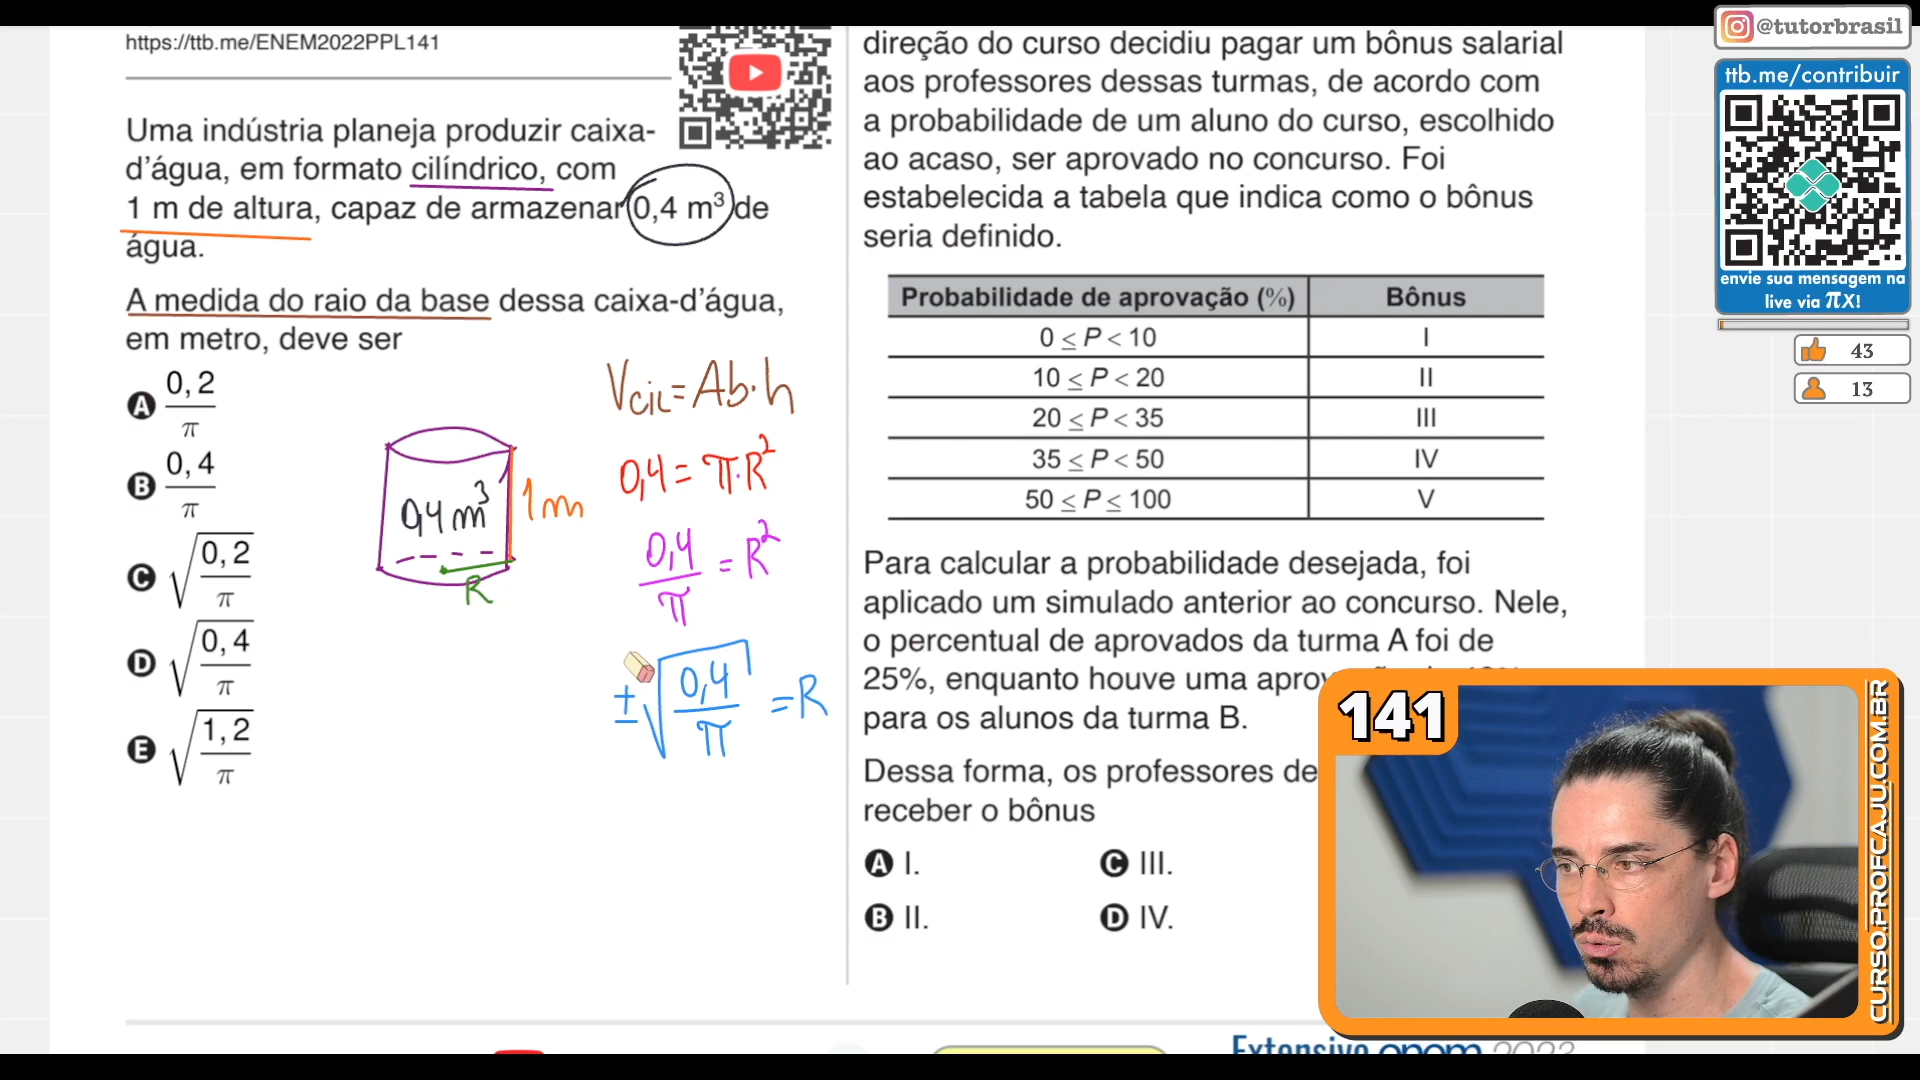 https://ttb.me/ENEM2022PPL141
Uma indústria planeja produzir caixa-
d'água, em formato cilíndrico, com
1 m de altura, capaz de armazenar 0,4 m³ de
água.
A medida do raio da base dessa caixa-d'água,
em metro, deve ser
A 0,2/π
B 0,4/π
C √(0,2/π)
D √(0,4/π)
E √(1,2/π)
0,4 m³
1m
R
Vcil = Ab·h
0,4 = π·R²
0,4/π = R²
±√(0,4/π) = R
direção do curso decidiu pagar um bônus salarial
aos professores dessas turmas, de acordo com
a probabilidade de um aluno do curso, escolhido
ao acaso, ser aprovado no concurso. Foi
estabelecida a tabela que indica como o bônus
seria definido.
Probabilidade de aprovação (%) Bônus
0 ≤ P < 10 I
10 ≤ P < 20 II
20 ≤ P < 35 III
35 ≤ P < 50 IV
50 ≤ P ≤ 100 V
Para calcular a probabilidade desejada, foi
aplicado um simulado anterior ao concurso. Nele,
o percentual de aprovados da turma A foi de
25%, enquanto houve uma
para os alunos da turma B.
Dessa forma, os professores
receber o bônus
A I.
B II.
C III.
D IV.
@tutorbrasil
ttb.me/contribuir
envie sua mensagem na
live via πX!
43
13
141
CURSO.PROFCAJU.COM.BR